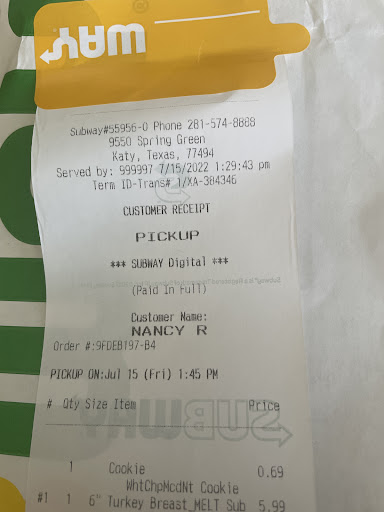 WAY
Subway#55956-0 Phone 281-574-8888
9550 Spring Green
Katy, Texas, 77494
Served by: 999997 7/15/2022 1:29:43 pm
Term ID-Trans# 1/XA-384346
CUSTOMER RECEIPT
PICKUP
*** SUBWAY Digital ***
(Paid In Full)
Customer Name:
NANCY R
Order #:9FDEB197-B4
PICKUP ON:Jul 15 (Fri) 1:45 PM
# Qty Size Item Price
SUBWAY
1 Cookie 0.69
WhtChpMcdNt Cookie
#1 1 6" Turkey Breast_MELT Sub 5.99